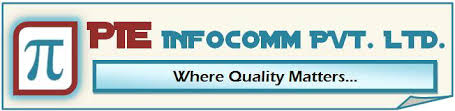 π PIE INFOCOMM PVT. LTD.
Where Quality Matters...